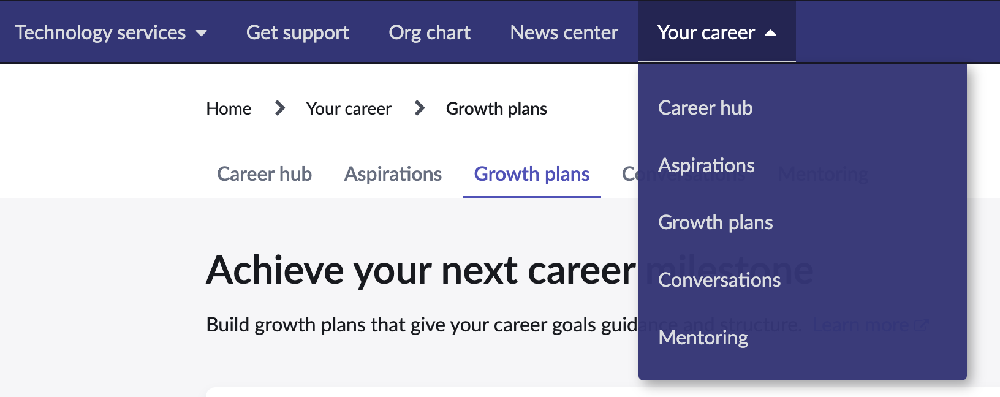 Technology services Get support Org chart News center Your career
Home Your career Growth plans
Career hub
Career hub Aspirations Growth plans Conversations Mentoring
Aspirations
Growth plans
Achieve your next career milestone
Conversations
Build growth plans that give your career goals guidance and structure. Learn more
Mentoring